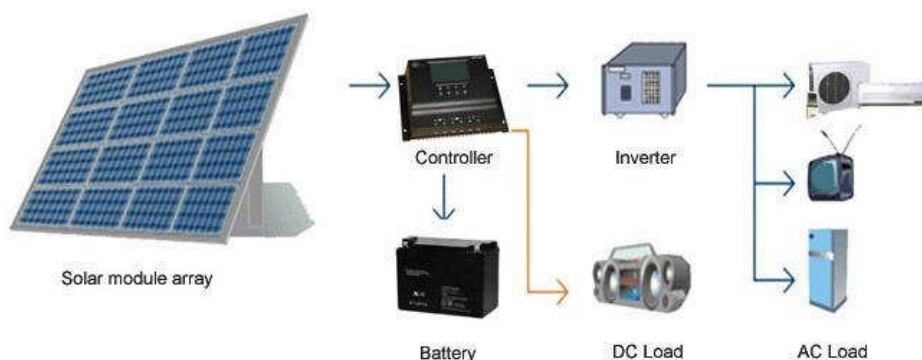 Controller
Inverter
Solar module array
Battery
DC Load
AC Load